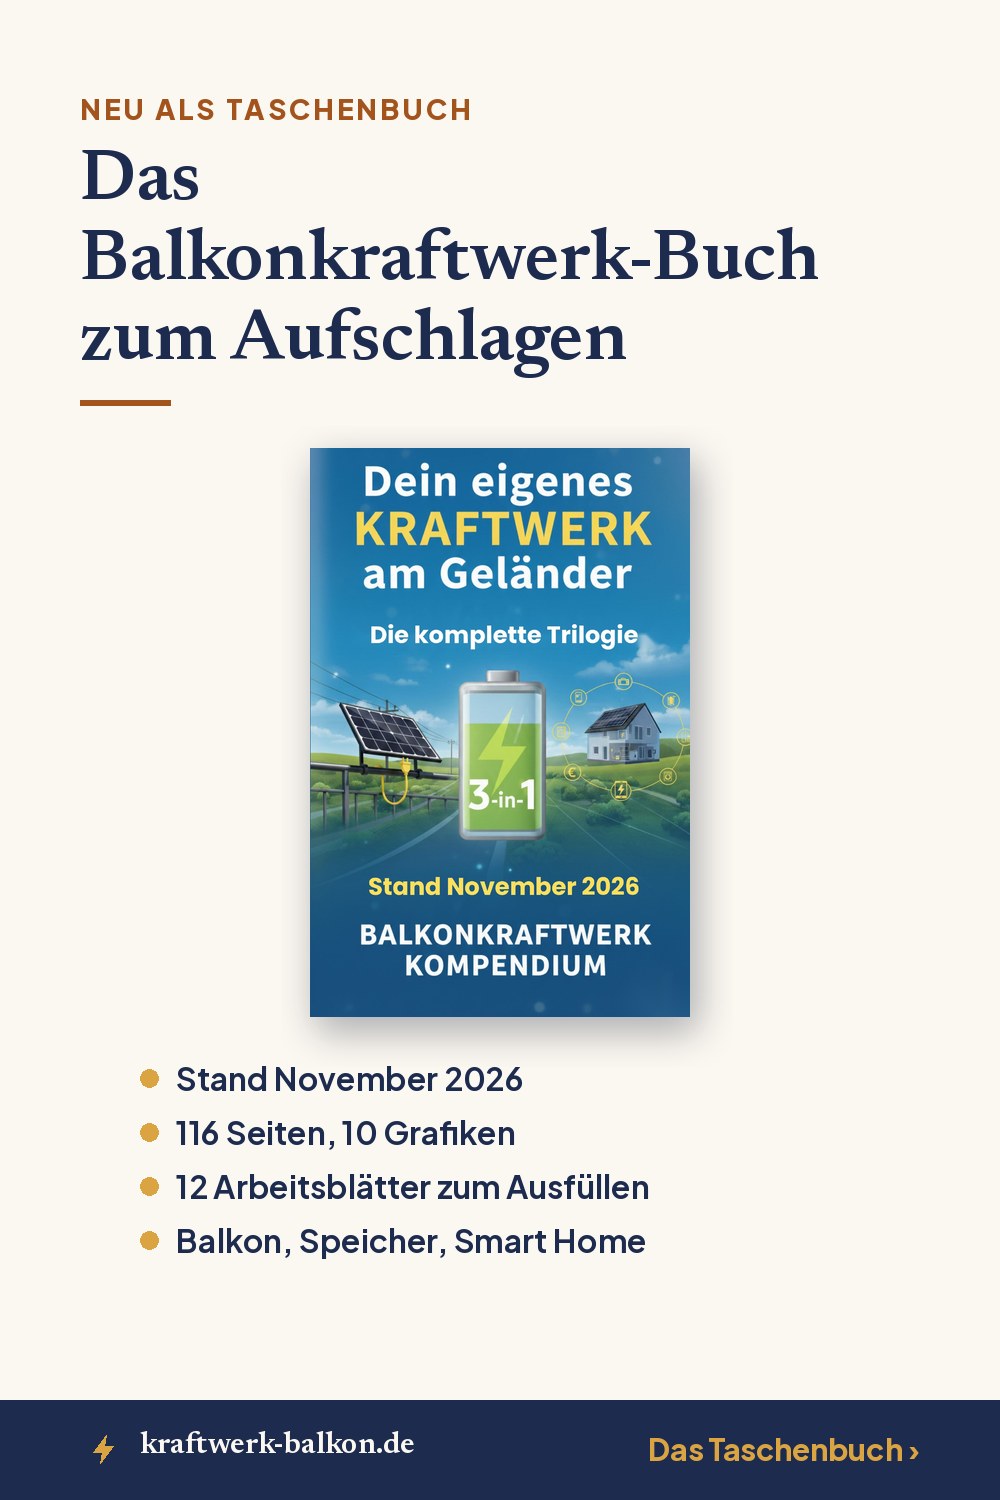 NEU ALS TASCHENBUCH
Das
Balkonkraftwerk-Buch
zum Aufschlagen
Dein eigenes
KRAFTWERK
am Geländer
Die komplette Trilogie
3-in-1
Stand November 2026
BALKONKRAFTWERK
KOMPENDIUM
Stand November 2026
116 Seiten, 10 Grafiken
12 Arbeitsblätter zum Ausfüllen
Balkon, Speicher, Smart Home
kraftwerk-balkon.de
Das Taschenbuch ›